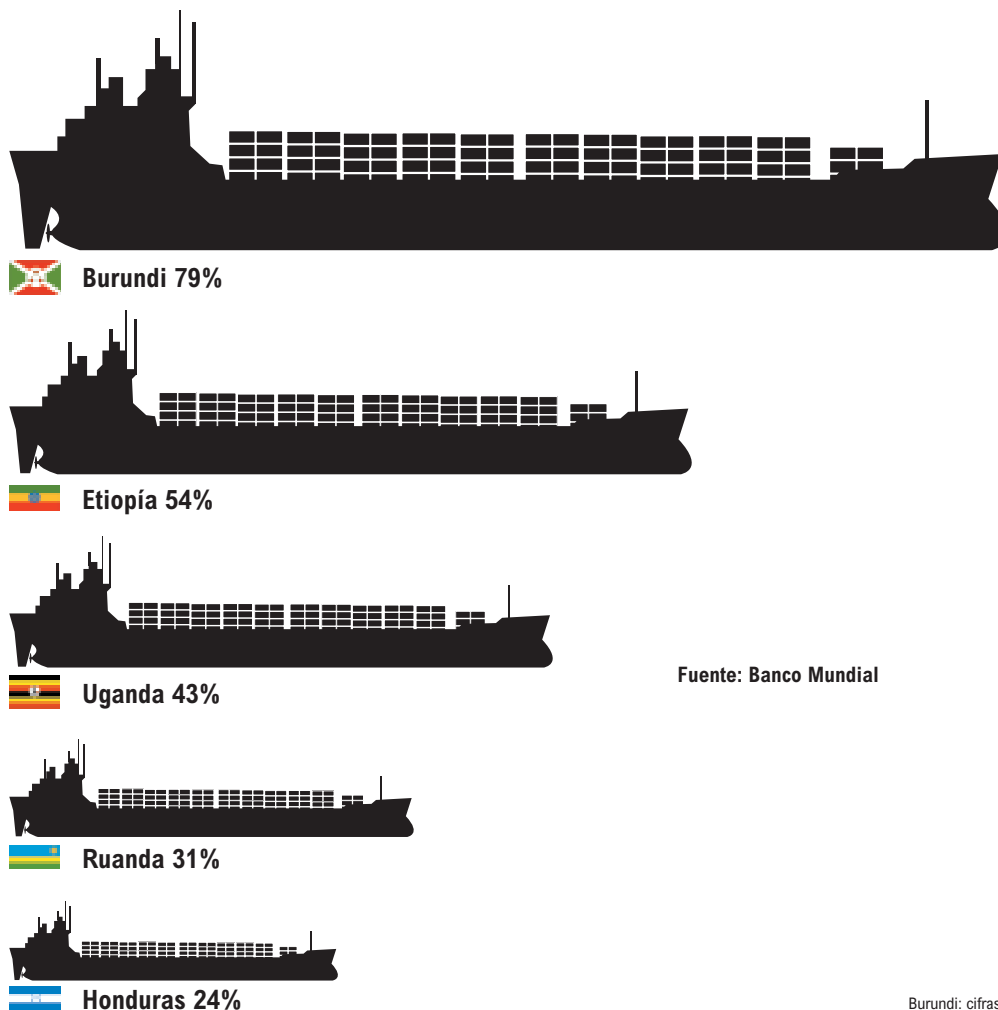 Burundi 79%
Etiopía 54%
Uganda 43%
Fuente: Banco Mundial
Ruanda 31%
Honduras 24%
Burundi: cifras